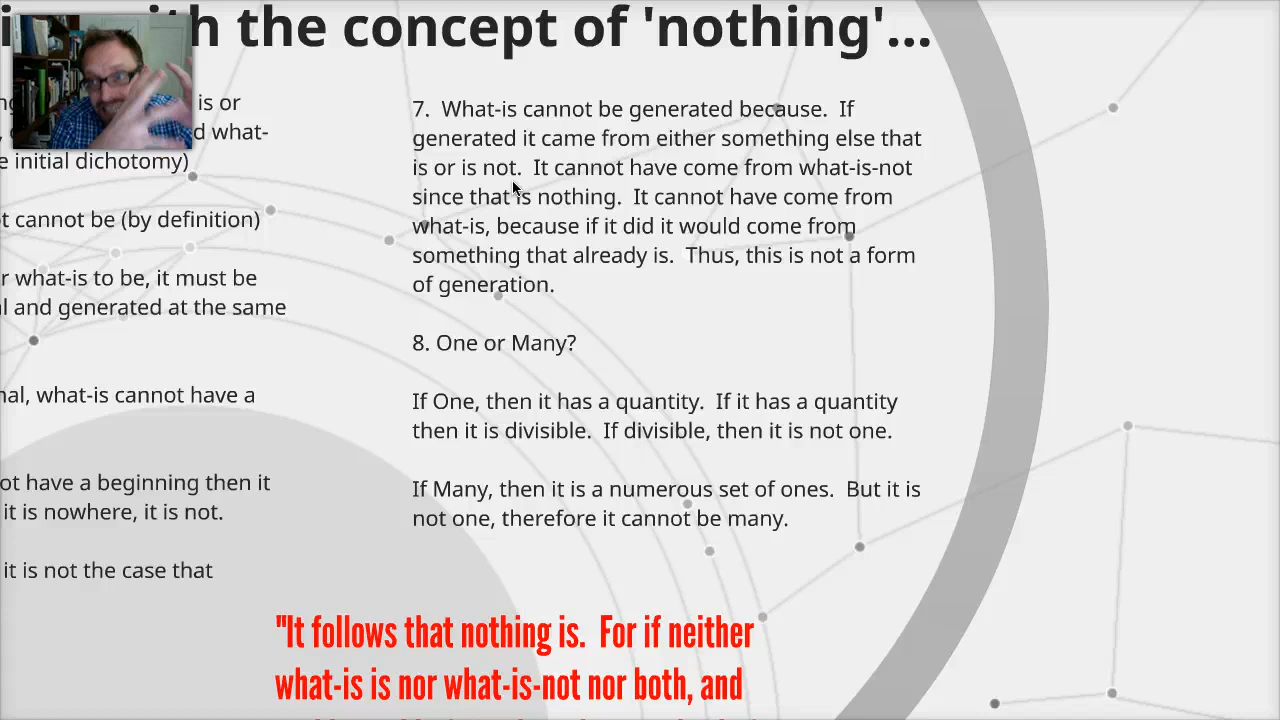 th the concept of 'nothing'...
is or
d what-
e initial dichotomy)
ot cannot be (by definition)
r what-is to be, it must be
l and generated at the same
nal, what-is cannot have a
ot have a beginning then it
it is nowhere, it is not.
it is not the case that
7.  What-is cannot be generated because.  If
generated it came from either something else that
is or is not.  It cannot have come from what-is-not
since that is nothing.  It cannot have come from
what-is, because if it did it would come from
something that already is.  Thus, this is not a form
of generation.
8. One or Many?
If One, then it has a quantity.  If it has a quantity
then it is divisible.  If divisible, then it is not one.
If Many, then it is a numerous set of ones.  But it is
not one, therefore it cannot be many.
"It follows that nothing is.  For if neither
what-is is nor what-is-not nor both, and